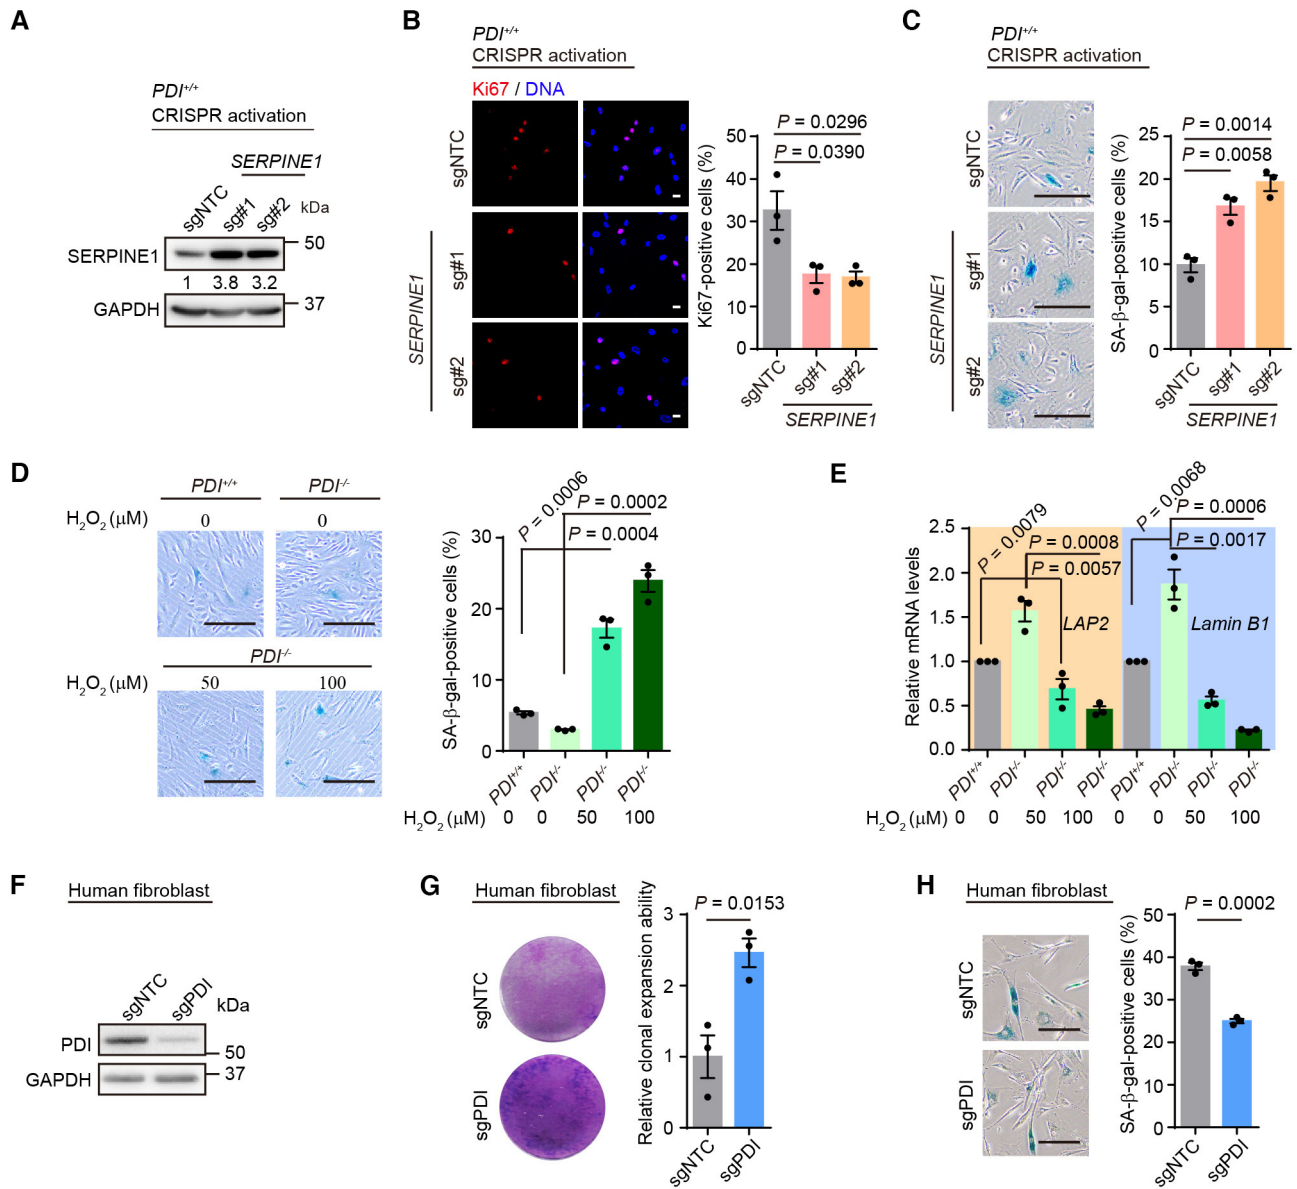 A
PDI+/+
CRISPR activation
SERPINE1
sgNTC
sg#1
sg#2
kDa
SERPINE1
50
1 3.8 3.2
GAPDH
37
B
PDI+/+
CRISPR activation
Ki67 / DNA
sgNTC
sg#1
sg#2
SERPINE1
Ki67-positive cells (%)
50
40
30
20
10
0
P = 0.0296
P = 0.0390
sgNTC
sg#1
sg#2
SERPINE1
C
PDI+/+
CRISPR activation
sgNTC
sg#1
sg#2
SERPINE1
SA-β-gal-positive cells (%)
25
20
15
10
5
0
P = 0.0014
P = 0.0058
sgNTC
sg#1
sg#2
SERPINE1
D
PDI+/+
PDI-/-
H2O2 (μM)
0
0
PDI-/-
H2O2 (μM)
50
100
SA-β-gal-positive cells (%)
30
20
10
0
P = 0.0006
P = 0.0002
P = 0.0004
PDI+/+
PDI-/-
PDI-/-
PDI-/-
H2O2 (μM) 0 0 50 100
E
Relative mRNA levels
2.5
2.0
1.5
1.0
0.5
0.0
P = 0.0079
P = 0.0008
P = 0.0057
LAP2
P = 0.0068
P = 0.0006
P = 0.0017
Lamin B1
PDI+/+
PDI-/-
PDI-/-
PDI-/-
PDI+/+
PDI-/-
PDI-/-
PDI-/-
H2O2 (μM) 0 0 50 100 0 0 50 100
F
Human fibroblast
sgNTC
sgPDI
kDa
PDI
50
GAPDH
37
G
Human fibroblast
sgNTC
sgPDI
Relative clonal expansion ability
3
2
1
0
P = 0.0153
sgNTC
sgPDI
H
Human fibroblast
sgNTC
sgPDI
SA-β-gal-positive cells (%)
50
40
30
20
10
0
P = 0.0002
sgNTC
sgPDI